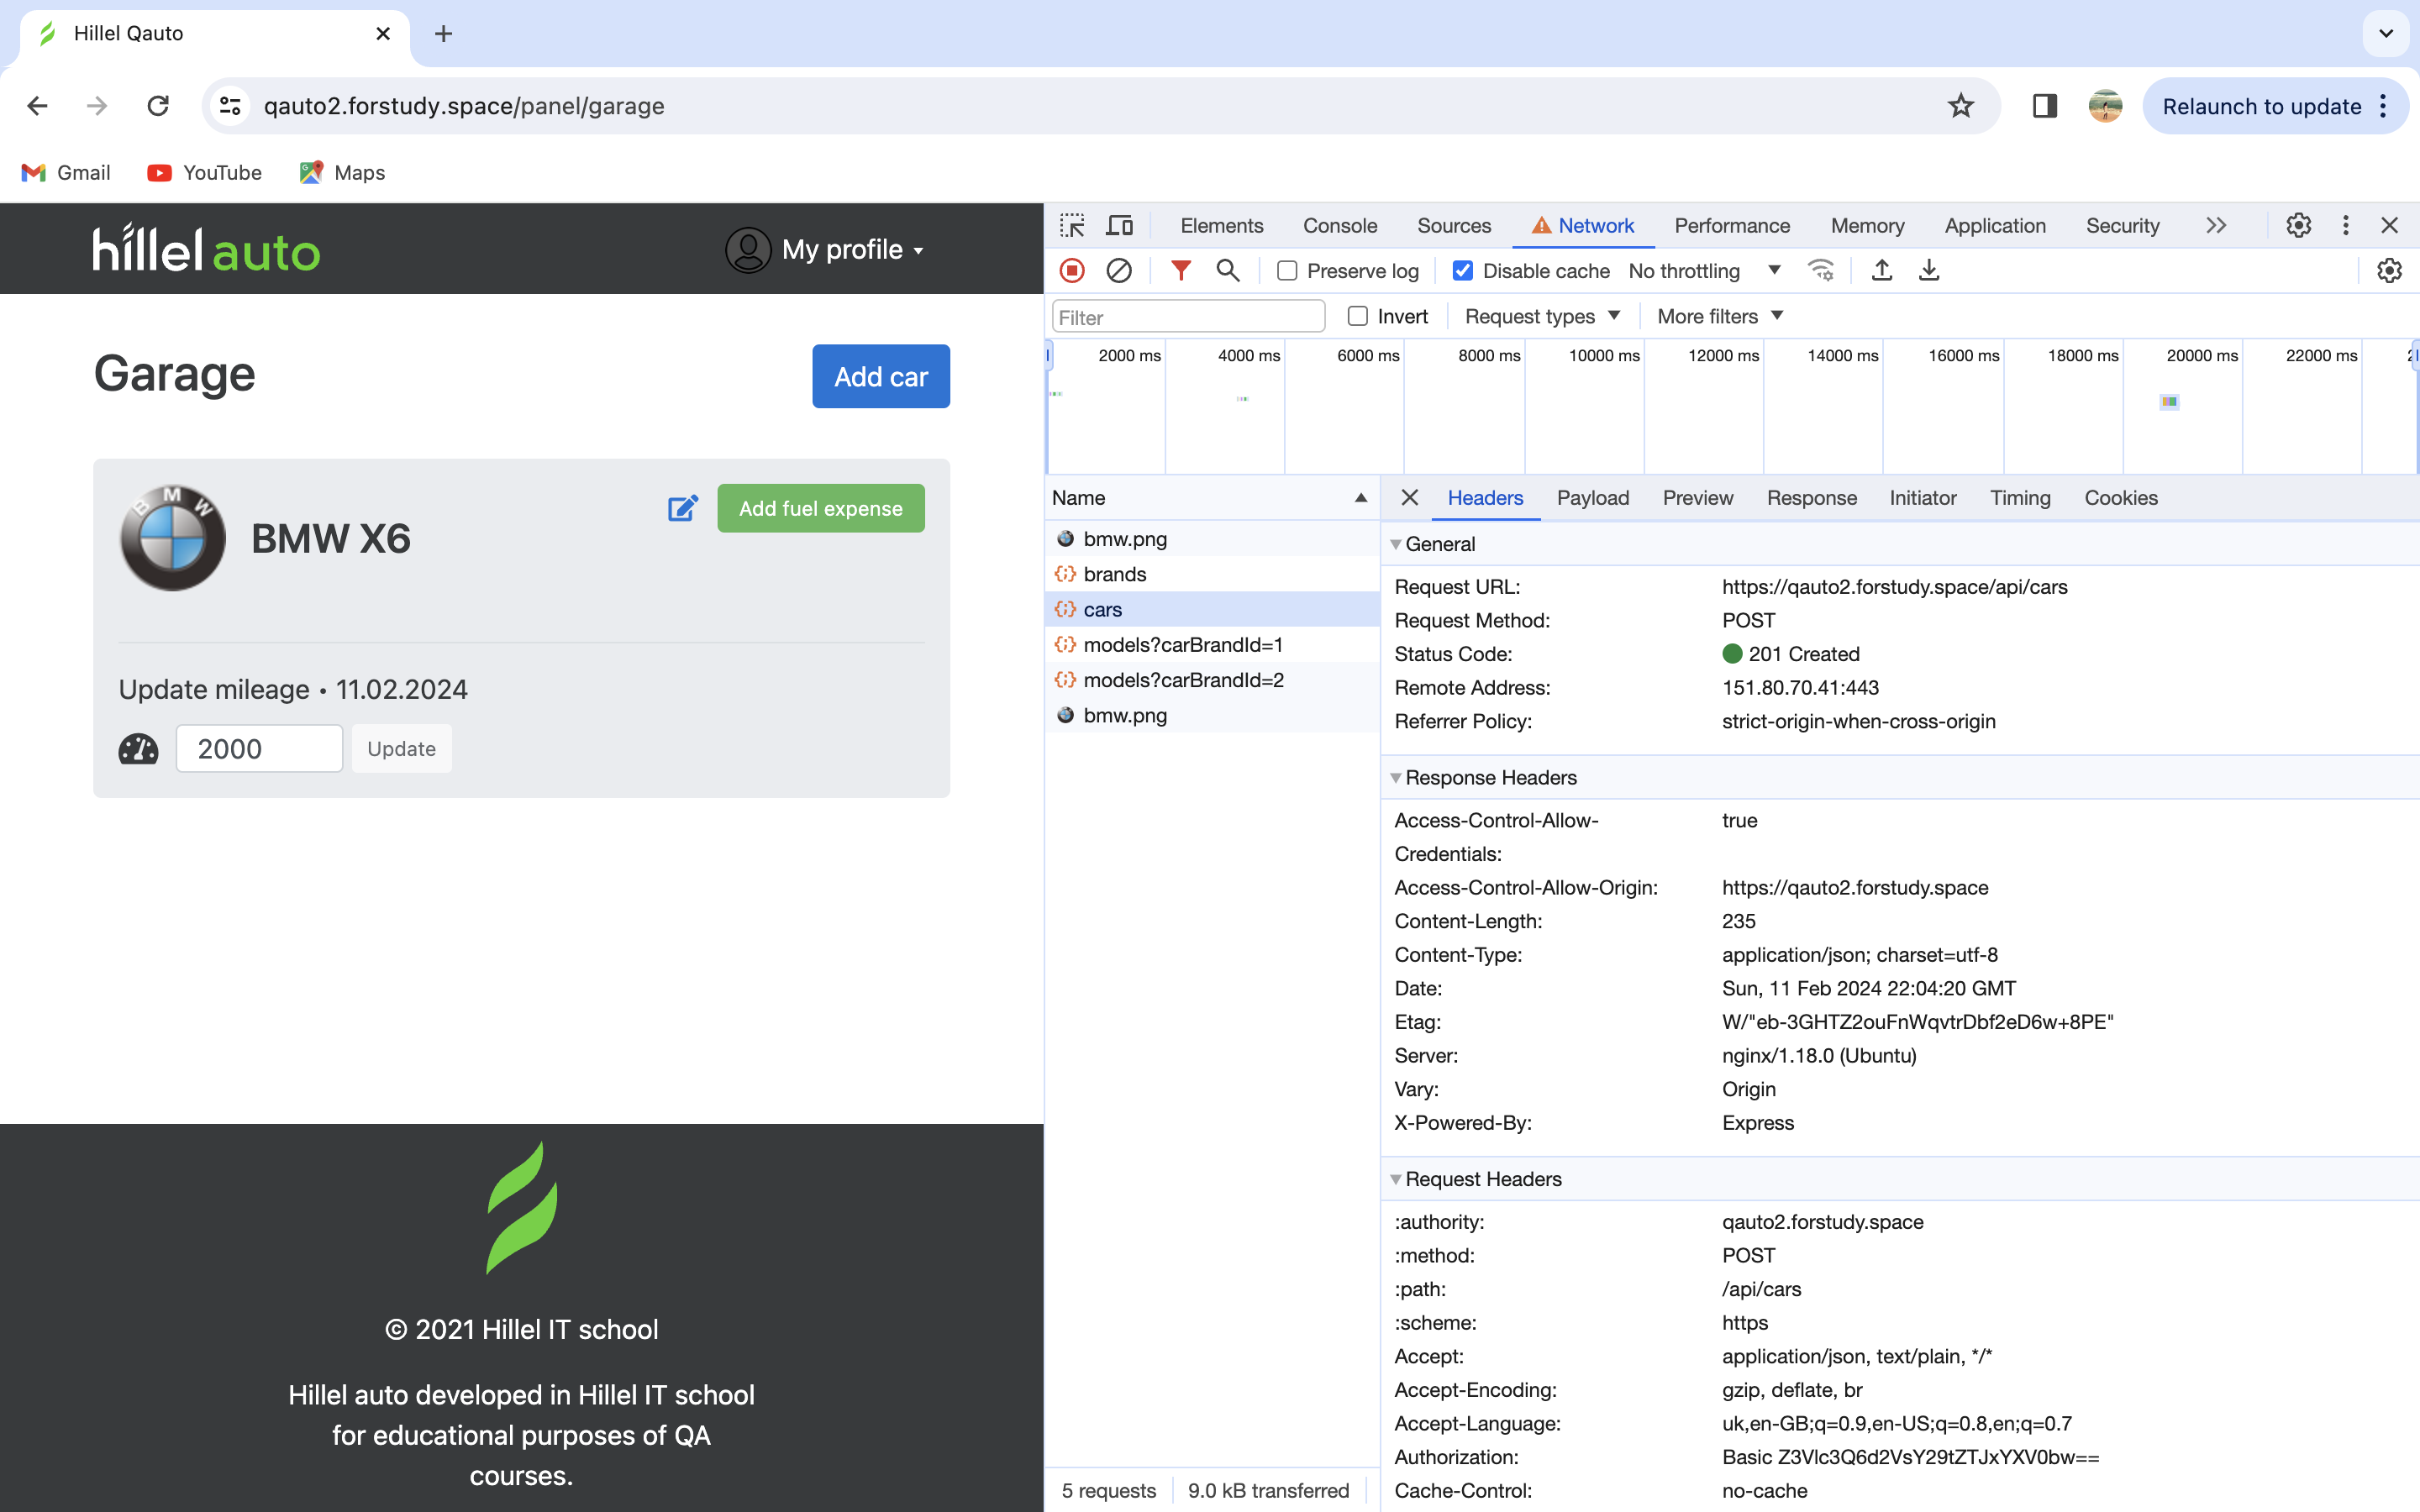 Hillel Qauto
qauto2.forstudy.space/panel/garage
Relaunch to update
Gmail
YouTube
Maps
hillel auto
My profile
Garage
Add car
BMW
BMW X6
Add fuel expense
Update mileage • 11.02.2024
2000
Update
© 2021 Hillel IT school
Hillel auto developed in Hillel IT school
for educational purposes of QA
courses.
Elements
Console
Sources
Network
Performance
Memory
Application
Security
Preserve log
Disable cache
No throttling
Filter
Invert
Request types
More filters
2000 ms
4000 ms
6000 ms
8000 ms
10000 ms
12000 ms
14000 ms
16000 ms
18000 ms
20000 ms
22000 ms
Name
bmw.png
brands
cars
models?carBrandId=1
models?carBrandId=2
bmw.png
5 requests
9.0 kB transferred
Headers
Payload
Preview
Response
Initiator
Timing
Cookies
General
Request URL: https://qauto2.forstudy.space/api/cars
Request Method: POST
Status Code: 201 Created
Remote Address: 151.80.70.41:443
Referrer Policy: strict-origin-when-cross-origin
Response Headers
Access-Control-Allow- true
Credentials:
Access-Control-Allow-Origin: https://qauto2.forstudy.space
Content-Length: 235
Content-Type: application/json; charset=utf-8
Date: Sun, 11 Feb 2024 22:04:20 GMT
Etag: W/"eb-3GHTZ2ouFnWqvtrDbf2eD6w+8PE"
Server: nginx/1.18.0 (Ubuntu)
Vary: Origin
X-Powered-By: Express
Request Headers
:authority: qauto2.forstudy.space
:method: POST
:path: /api/cars
:scheme: https
Accept: application/json, text/plain, */*
Accept-Encoding: gzip, deflate, br
Accept-Language: uk,en-GB;q=0.9,en-US;q=0.8,en;q=0.7
Authorization: Basic Z3Vlc3Q6d2VsY29tZTJxYXV0bw==
Cache-Control: no-cache